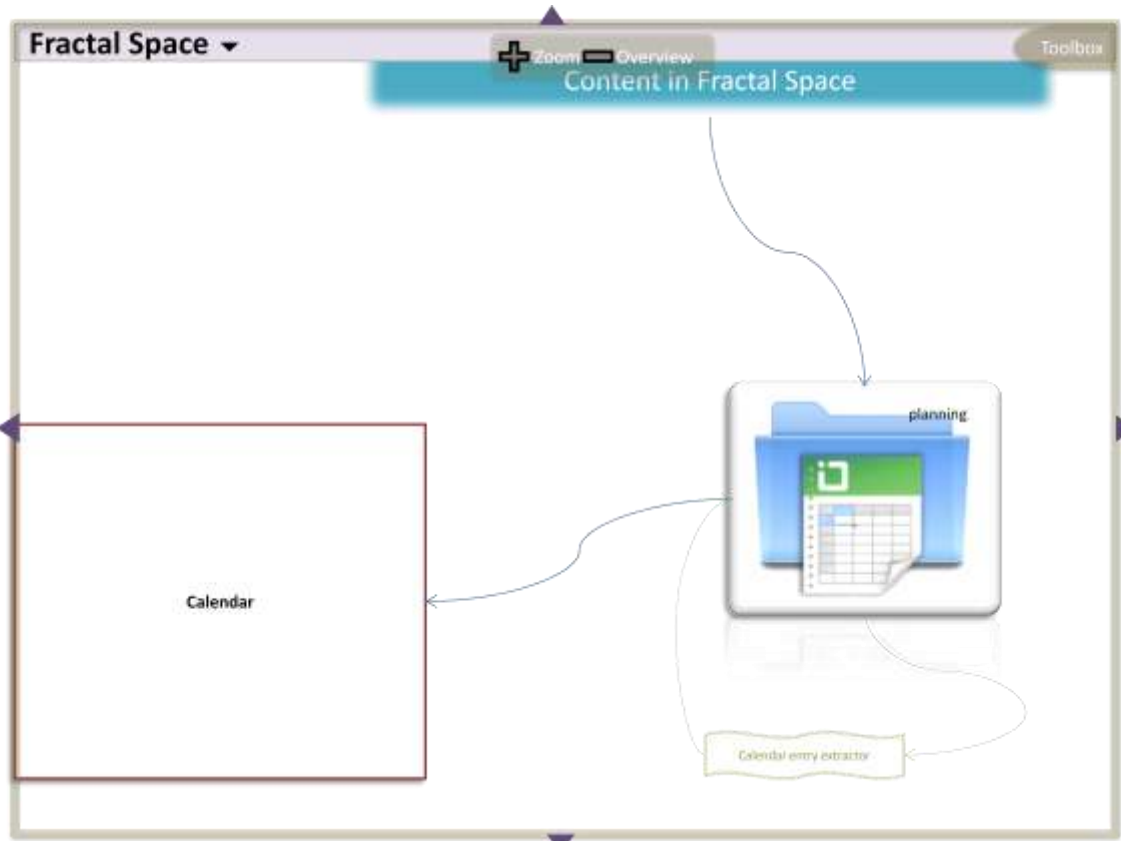 Fractal Space
Zoom Overview
Toolbox
Content in Fractal Space
planning
Calendar
Calendar entry extractor